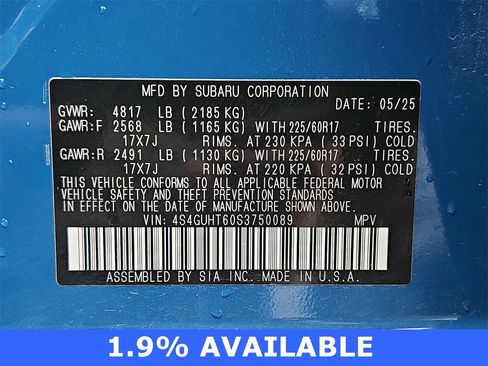 MFD BY SUBARU CORPORATION
DATE: 05/25
GVWR: 4817 LB ( 2185 KG)
GAWR:F 2568 LB ( 1165 KG) WITH 225/60R17 TIRES.
17X7J RIMS. AT 230 KPA ( 33 PSI) COLD
GAWR:R 2491 LB ( 1130 KG) WITH 225/60R17 TIRES.
17X7J RIMS. AT 220 KPA ( 32 PSI) COLD
THIS VEHICLE CONFORMS TO ALL APPLICABLE FEDERAL MOTOR
VEHICLE SAFETY AND THEFT PREVENTION STANDARDS
IN EFFECT ON THE DATE OF MANUFACTURE SHOWN ABOVE.
VIN: 4S4GUHT60S3750089 MPV
ASSEMBLED BY SIA INC. MADE IN U.S.A.
1.9% AVAILABLE